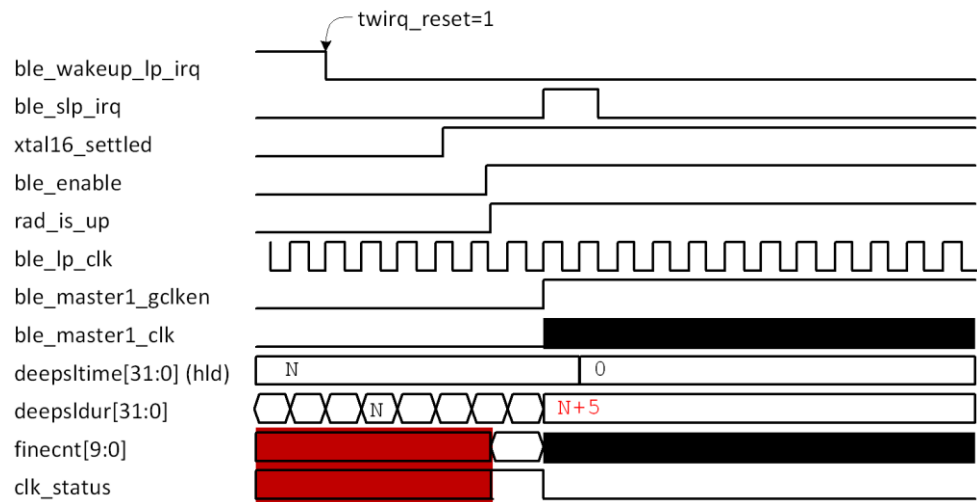 twirq_reset=1
ble_wakeup_lp_irq
ble_slp_irq
xtal16_settled
ble_enable
rad_is_up
ble_lp_clk
ble_master1_gclken
ble_master1_clk
deepsltime[31:0] (hld) N 0
deepsldur[31:0] N N+5
finecnt[9:0]
clk_status